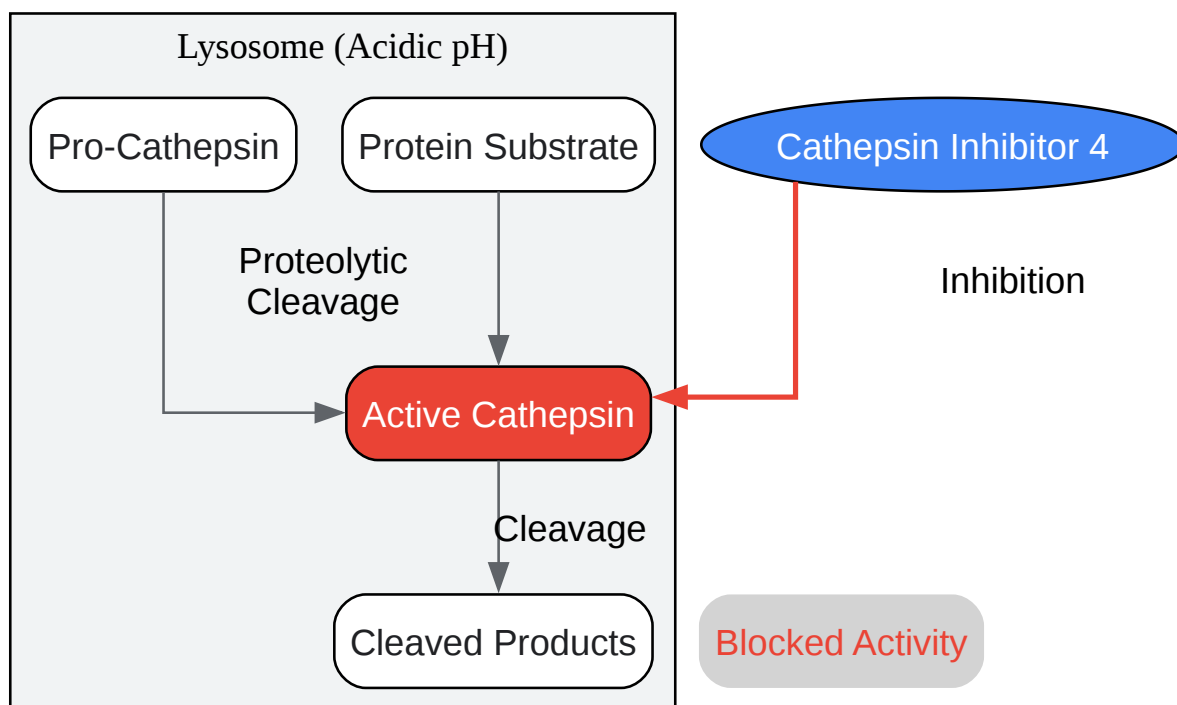 Lysosome (Acidic pH)
Pro-Cathepsin
Protein Substrate
Cathepsin Inhibitor 4
Proteolytic
Cleavage
Inhibition
Active Cathepsin
Cleavage
Cleaved Products
Blocked Activity